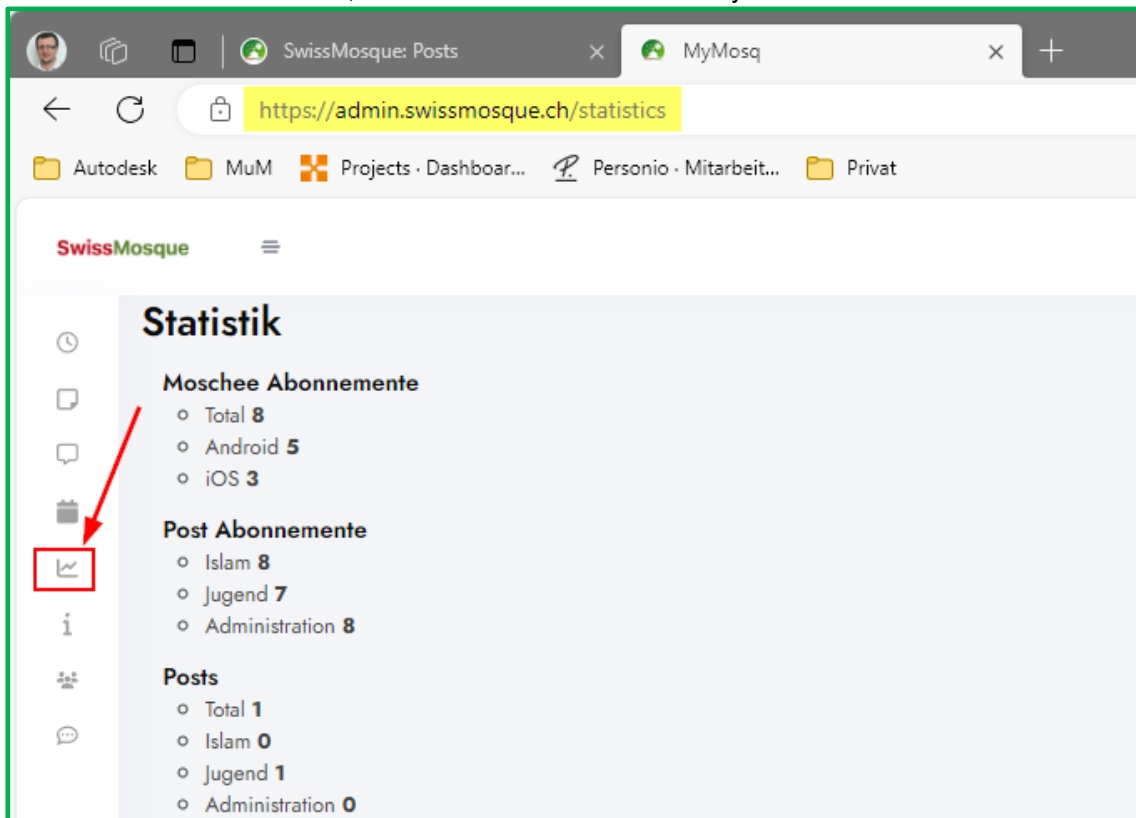 SwissMosque: Posts
MyMosq
https://admin.swissmosque.ch/statistics
Autodesk
MuM
Projects · Dashboar...
Personio · Mitarbeit...
Privat
SwissMosque
Statistik
Moschee Abonnemente
Total 8
Android 5
iOS 3
Post Abonnemente
Islam 8
Jugend 7
Administration 8
Posts
Total 1
Islam 0
Jugend 1
Administration 0